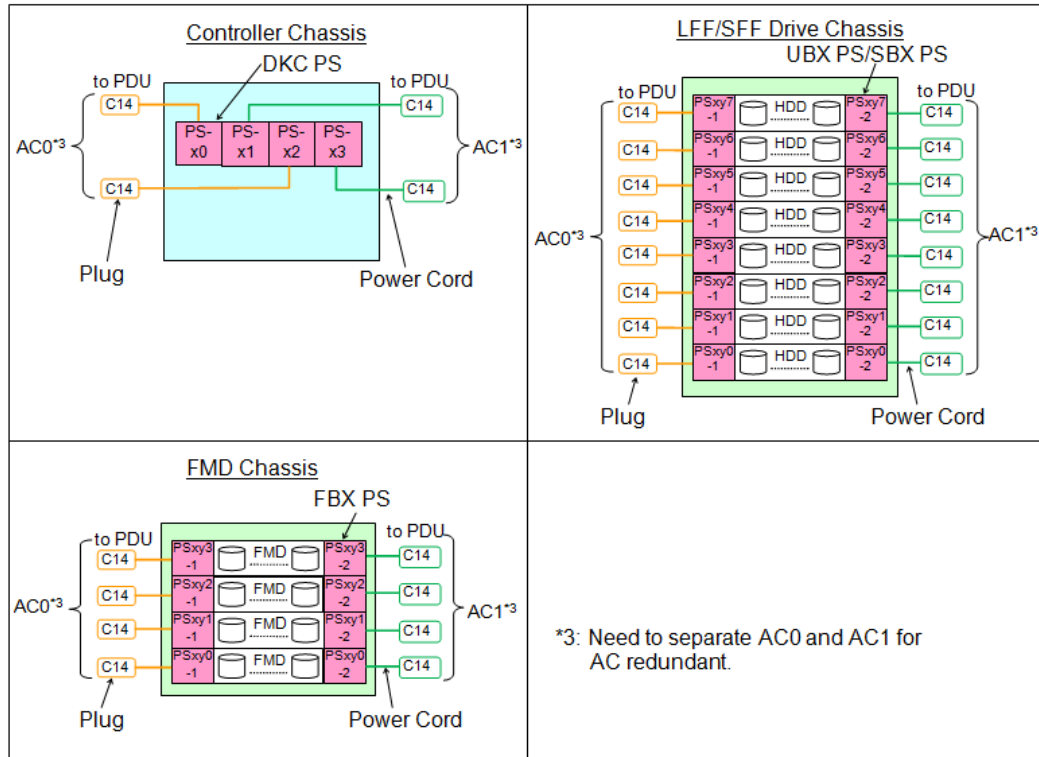 Controller Chassis
DKC PS
to PDU
to PDU
C14
C14
PS-x0
PS-x1
PS-x2
PS-x3
AC0*3
AC1*3
C14
C14
Plug
Power Cord
LFF/SFF Drive Chassis
UBX PS/SBX PS
to PDU
to PDU
C14
PSxy7-1
HDD
PSxy7-2
C14
C14
PSxy6-1
HDD
PSxy6-2
C14
C14
PSxy5-1
HDD
PSxy5-2
C14
C14
PSxy4-1
HDD
PSxy4-2
C14
AC0*3
AC1*3
C14
PSxy3-1
HDD
PSxy3-2
C14
C14
PSxy2-1
HDD
PSxy2-2
C14
C14
PSxy1-1
HDD
PSxy1-2
C14
C14
PSxy0-1
HDD
PSxy0-2
C14
Plug
Power Cord
FMD Chassis
FBX PS
to PDU
to PDU
C14
PSxy3-1
FMD
PSxy3-2
C14
C14
PSxy2-1
FMD
PSxy2-2
C14
AC0*3
AC1*3
C14
PSxy1-1
FMD
PSxy1-2
C14
C14
PSxy0-1
FMD
PSxy0-2
C14
Plug
Power Cord
*3: Need to separate AC0 and AC1 for
AC redundant.